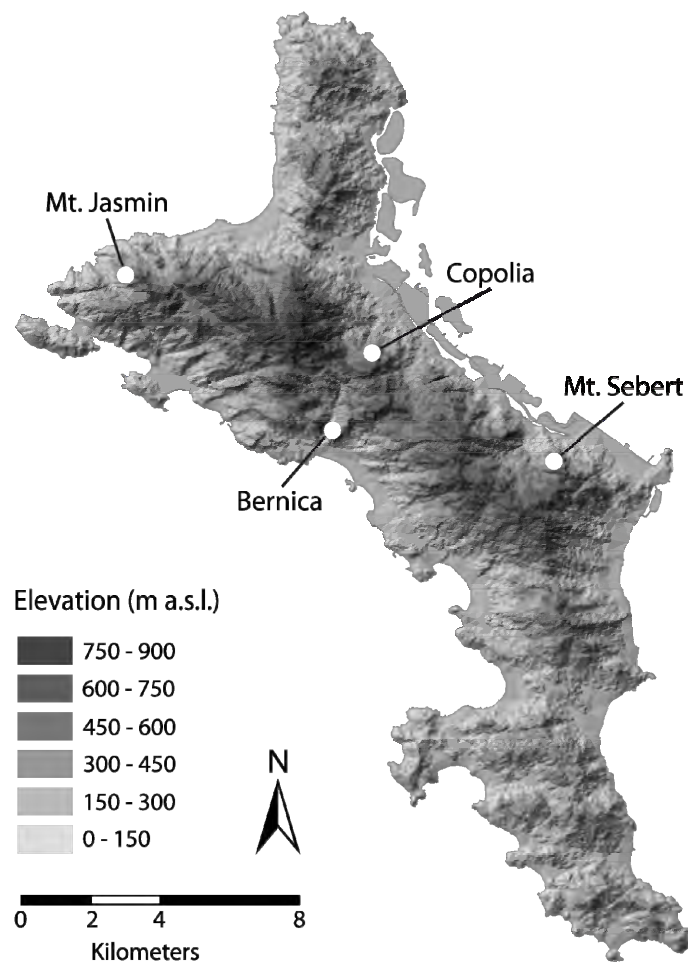 Mt. Jasmin
Copolia
Mt. Sebert
Bernica
Elevation (m a.s.l.)
750 - 900
600 - 750
450 - 600
300 - 450
150 - 300
0 - 150
N
0 2 4 8
Kilometers